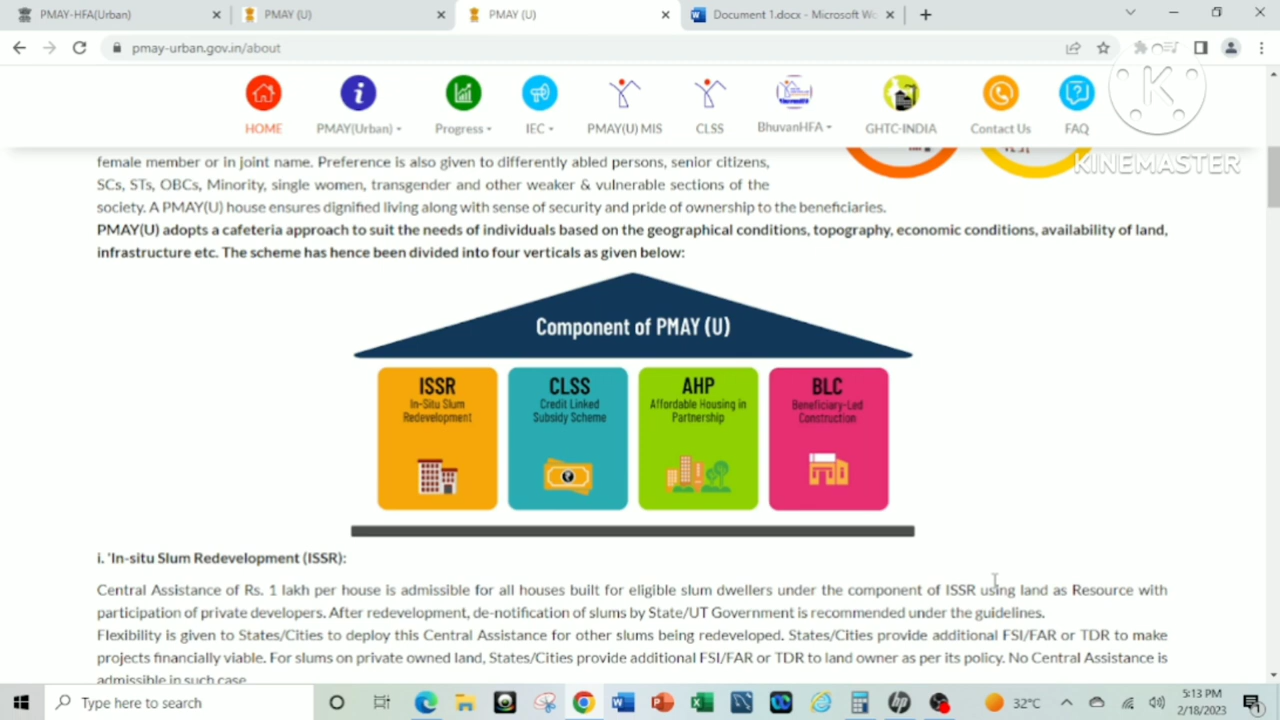 PMAY-HFA(Urban)
PMAY (U)
PMAY (U)
Document 1.docx - Microsoft Wo
pmay-urban.gov.in/about
HOME
PMAY(Urban)
Progress
IEC
PMAY(U) MIS
CLSS
BhuvanHFA
GHTC-INDIA
Contact Us
FAQ
K
KINEMASTER
female member or in joint name. Preference is also given to differently abled persons, senior citizens,
SCs, STs, OBCs, Minority, single women, transgender and other weaker & vulnerable sections of the
society. A PMAY(U) house ensures dignified living along with sense of security and pride of ownership to the beneficiaries.
PMAY(U) adopts a cafeteria approach to suit the needs of individuals based on the geographical conditions, topography, economic conditions, availability of land,
infrastructure etc. The scheme has hence been divided into four verticals as given below:
Component of PMAY (U)
ISSR
In-Situ Slum
Redevelopment
CLSS
Credit Linked
Subsidy Scheme
AHP
Affordable Housing in
Partnership
BLC
Beneficiary-Led
Construction
i. 'In-situ Slum Redevelopment (ISSR):
Central Assistance of Rs. 1 lakh per house is admissible for all houses built for eligible slum dwellers under the component of ISSR using land as Resource with
participation of private developers. After redevelopment, de-notification of slums by State/UT Government is recommended under the guidelines.
Flexibility is given to States/Cities to deploy this Central Assistance for other slums being redeveloped. States/Cities provide additional FSI/FAR or TDR to make
projects financially viable. For slums on private owned land, States/Cities provide additional FSI/FAR or TDR to land owner as per its policy. No Central Assistance is
admissible in such case.
Type here to search
32°C
5:13 PM
2/18/2023
1